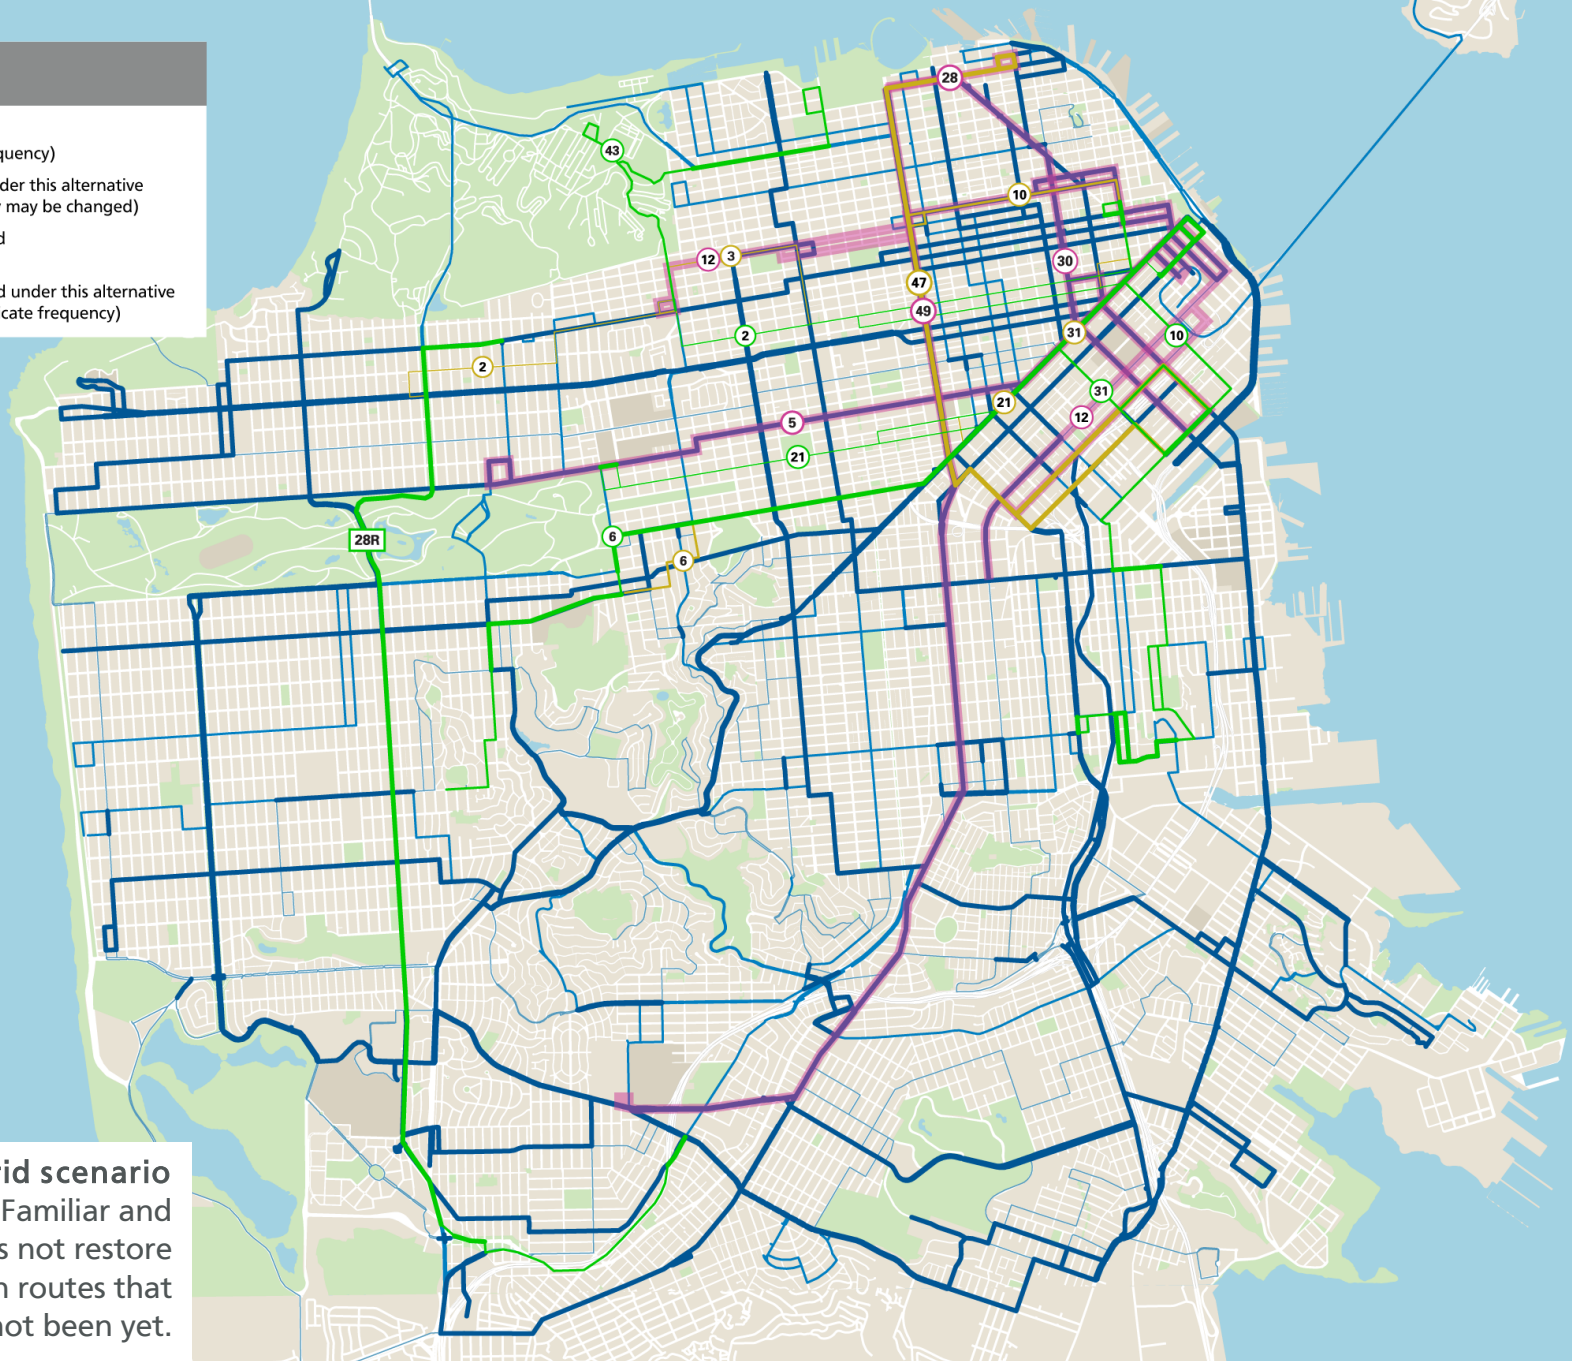 quency)
der this alternative
may be changed)
d
d under this alternative
icate frequency)
28
43
10
12
3
30
47
49
2
31
10
2
31
21
12
5
21
28R
6
6
rid scenario
Familiar and
s not restore
n routes that
not been yet.